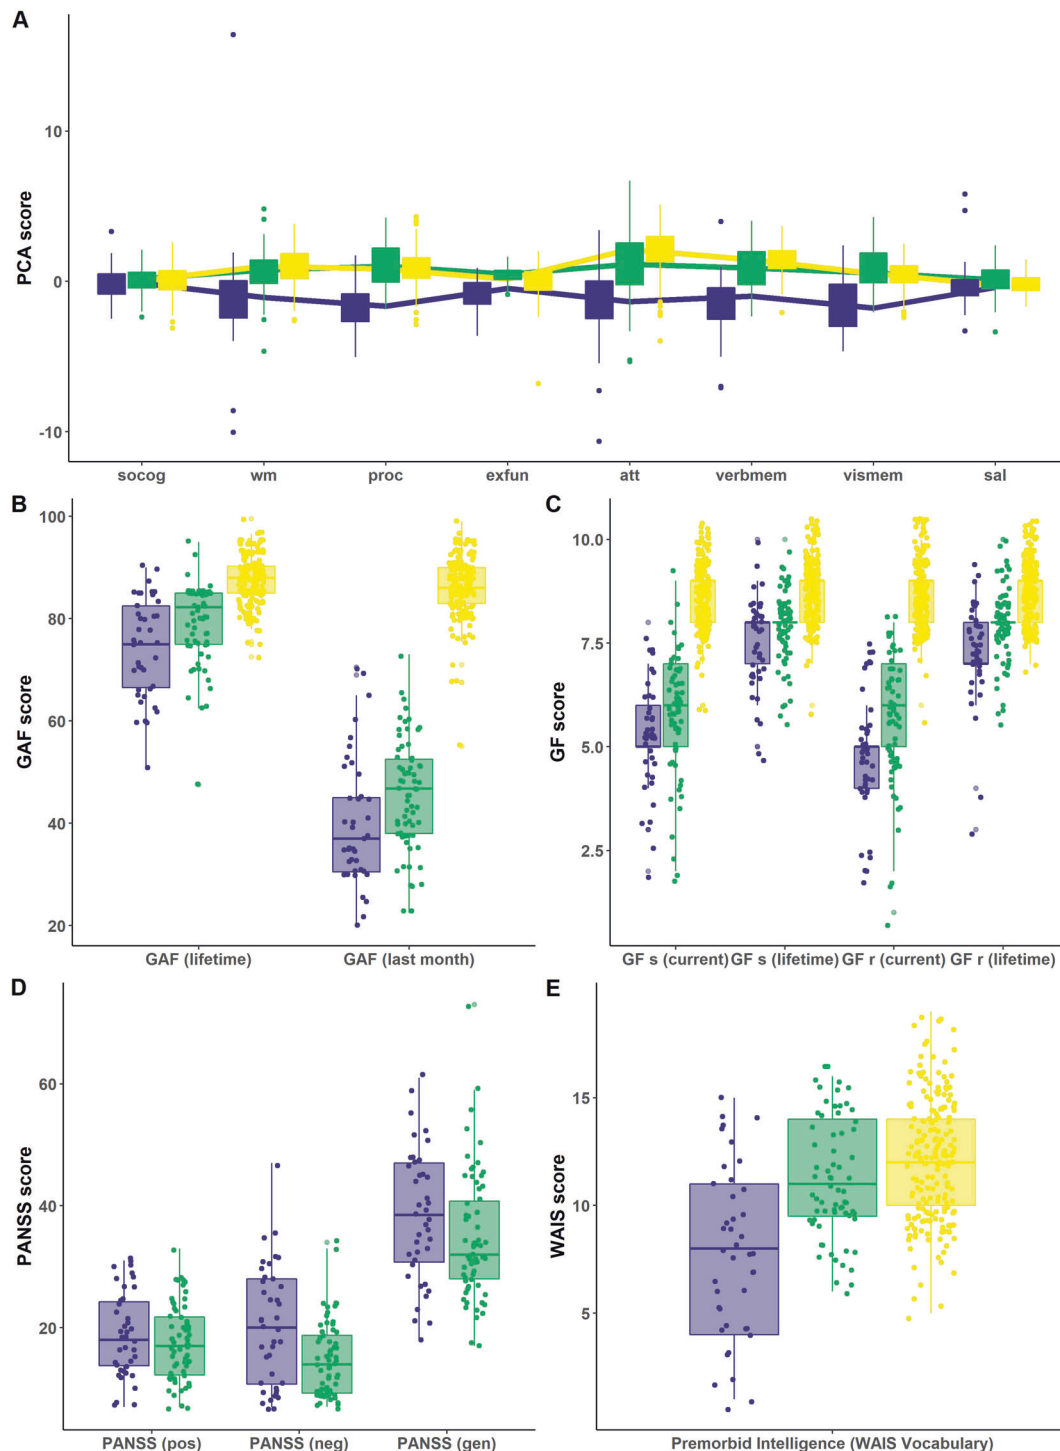 A
PCA score
10
0
-10
socog wm proc exfun att verbmem vismem sal
B
GAF score
100
80
60
40
20
GAF (lifetime) GAF (last month)
C
GF score
10.0
7.5
5.0
2.5
GF s (current) GF s (lifetime) GF r (current) GF r (lifetime)
D
PANSS score
60
40
20
PANSS (pos) PANSS (neg) PANSS (gen)
E
WAIS score
15
10
5
Premorbid Intelligence (WAIS Vocabulary)